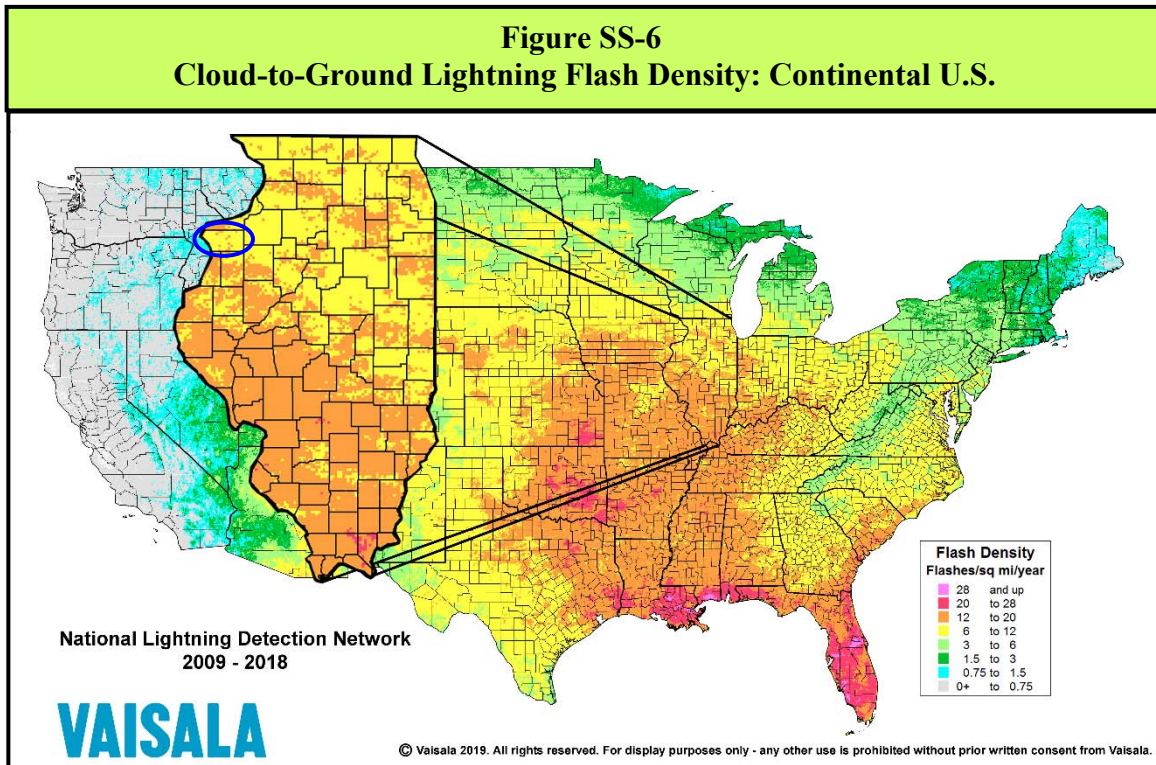 Figure SS-6
Cloud-to-Ground Lightning Flash Density: Continental U.S.
Flash Density
Flashes/sq mi/year
28 and up
20 to 28
12 to 20
6 to 12
3 to 6
1.5 to 3
0.75 to 1.5
0+ to 0.75
National Lightning Detection Network
2009 - 2018
VAISALA
© Vaisala 2019. All rights reserved. For display purposes only - any other use is prohibited without prior written consent from Vaisala.